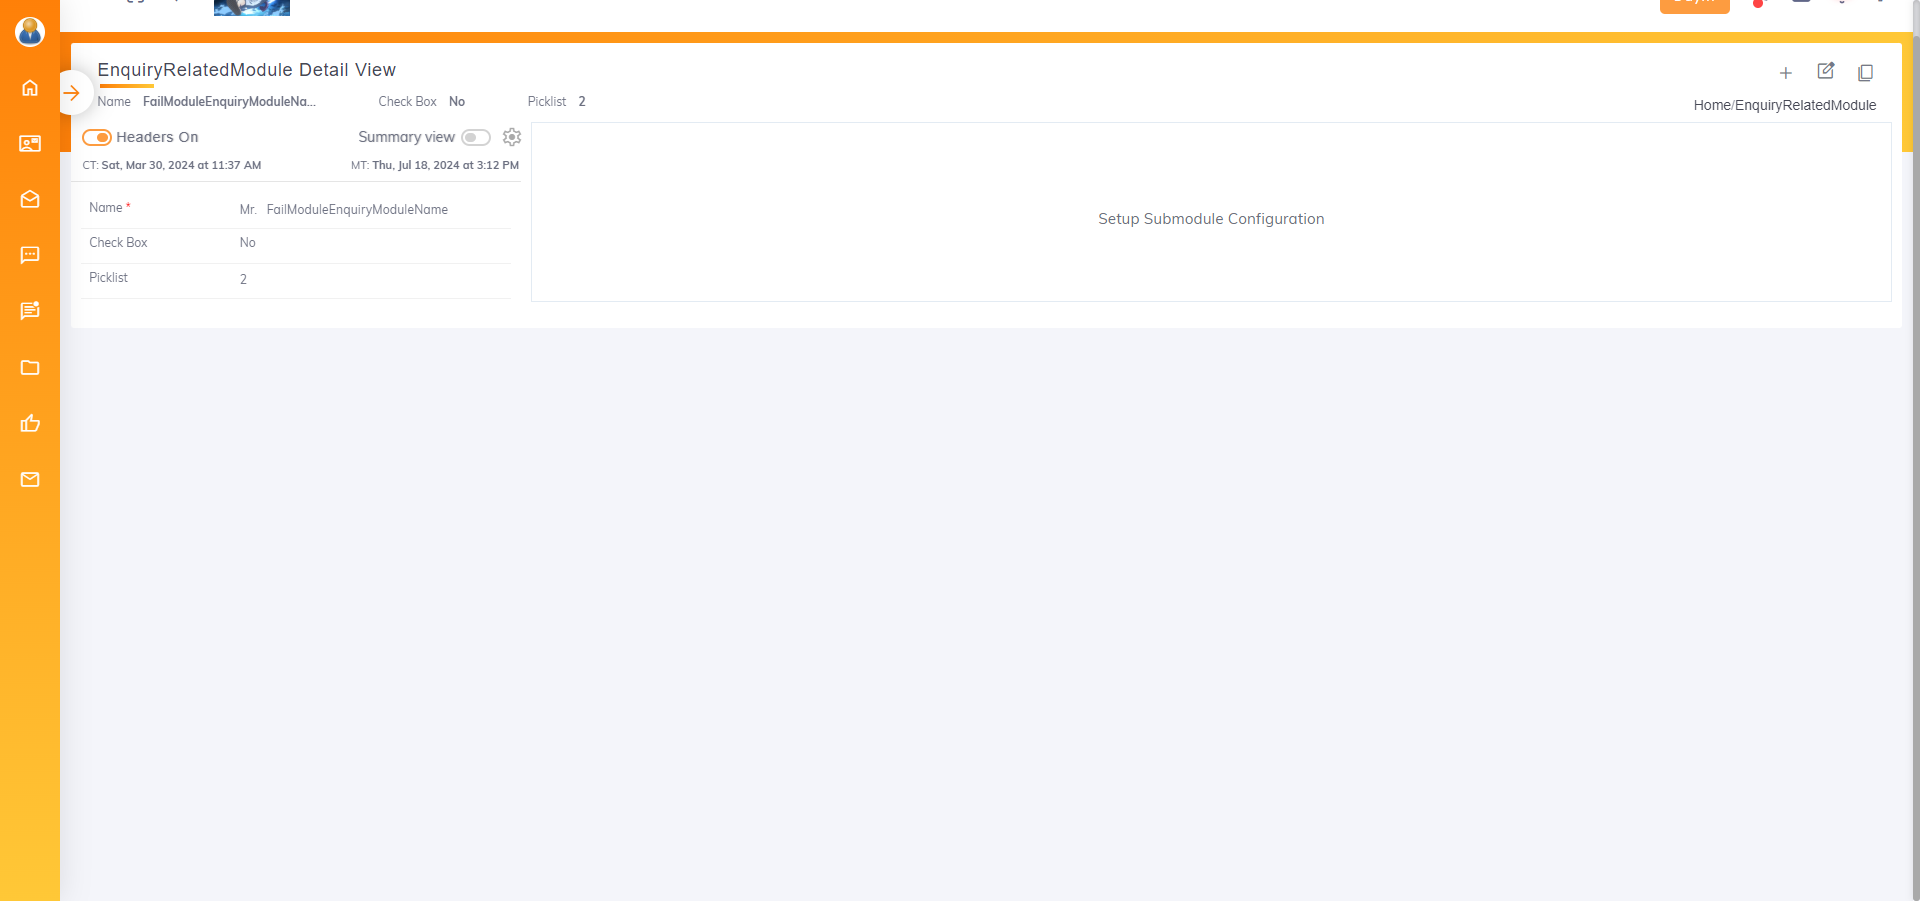 EnquiryRelatedModule Detail View
Name FailModuleEnquiryModuleNa... Check Box No Picklist 2
Home/EnquiryRelatedModule
Headers On Summary view
CT: Sat, Mar 30, 2024 at 11:37 AM MT: Thu, Jul 18, 2024 at 3:12 PM
Name * Mr. FailModuleEnquiryModuleName
Check Box No
Picklist 2
Setup Submodule Configuration